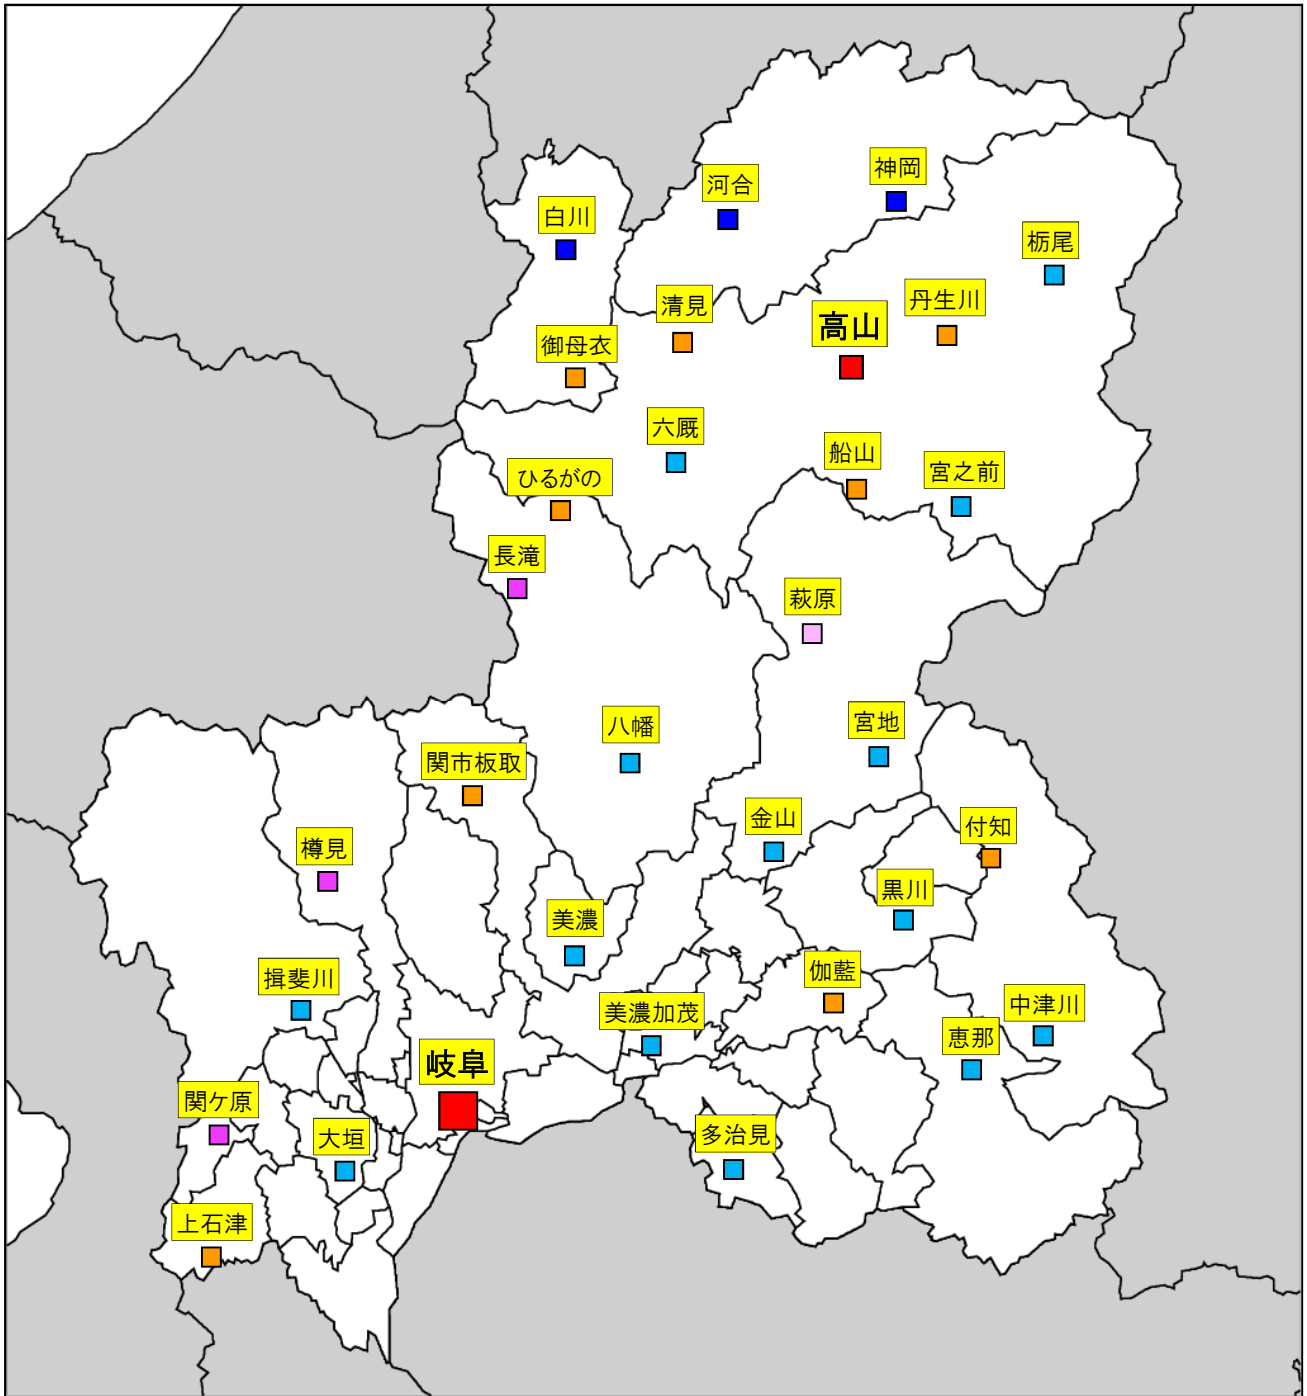 神岡
河合
白川
栃尾
丹生川
清見
高山
御母衣
六厩
船山
宮之前
ひるがの
長滝
萩原
宮地
八幡
関市板取
金山
付知
樽見
黒川
美濃
伽藍
揖斐川
中津川
美濃加茂
恵那
岐阜
関ケ原
多治見
大垣
上石津